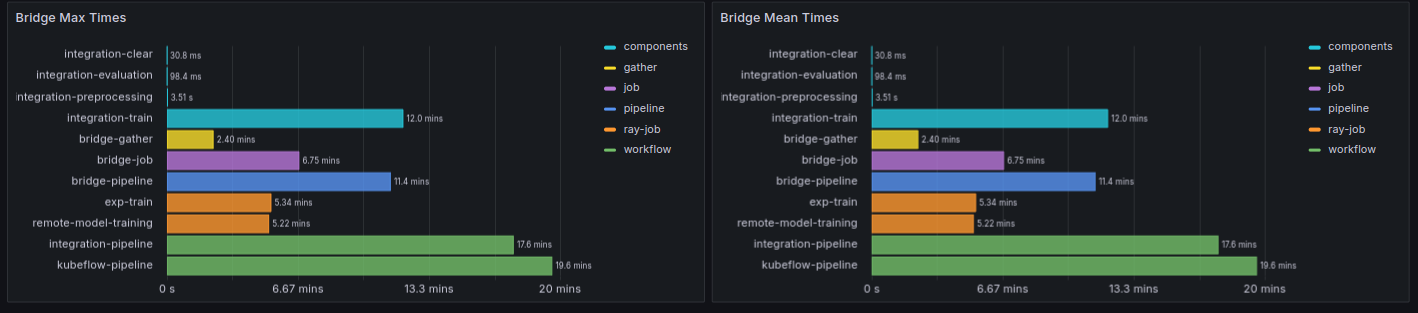 Bridge Max Times
integration-clear 30.8 ms
integration-evaluation 98.4 ms
integration-preprocessing 3.51 s
integration-train 12.0 mins
bridge-gather 2.40 mins
bridge-job 6.75 mins
bridge-pipeline 11.4 mins
exp-train 5.34 mins
remote-model-training 5.22 mins
integration-pipeline 17.6 mins
kubeflow-pipeline 19.6 mins
0 s 6.67 mins 13.3 mins 20 mins
components
gather
job
pipeline
ray-job
workflow
Bridge Mean Times
integration-clear 30.8 ms
integration-evaluation 98.4 ms
integration-preprocessing 3.51 s
integration-train 12.0 mins
bridge-gather 2.40 mins
bridge-job 6.75 mins
bridge-pipeline 11.4 mins
exp-train 5.34 mins
remote-model-training 5.22 mins
integration-pipeline 17.6 mins
kubeflow-pipeline 19.6 mins
0 s 6.67 mins 13.3 mins 20 mins
components
gather
job
pipeline
ray-job
workflow